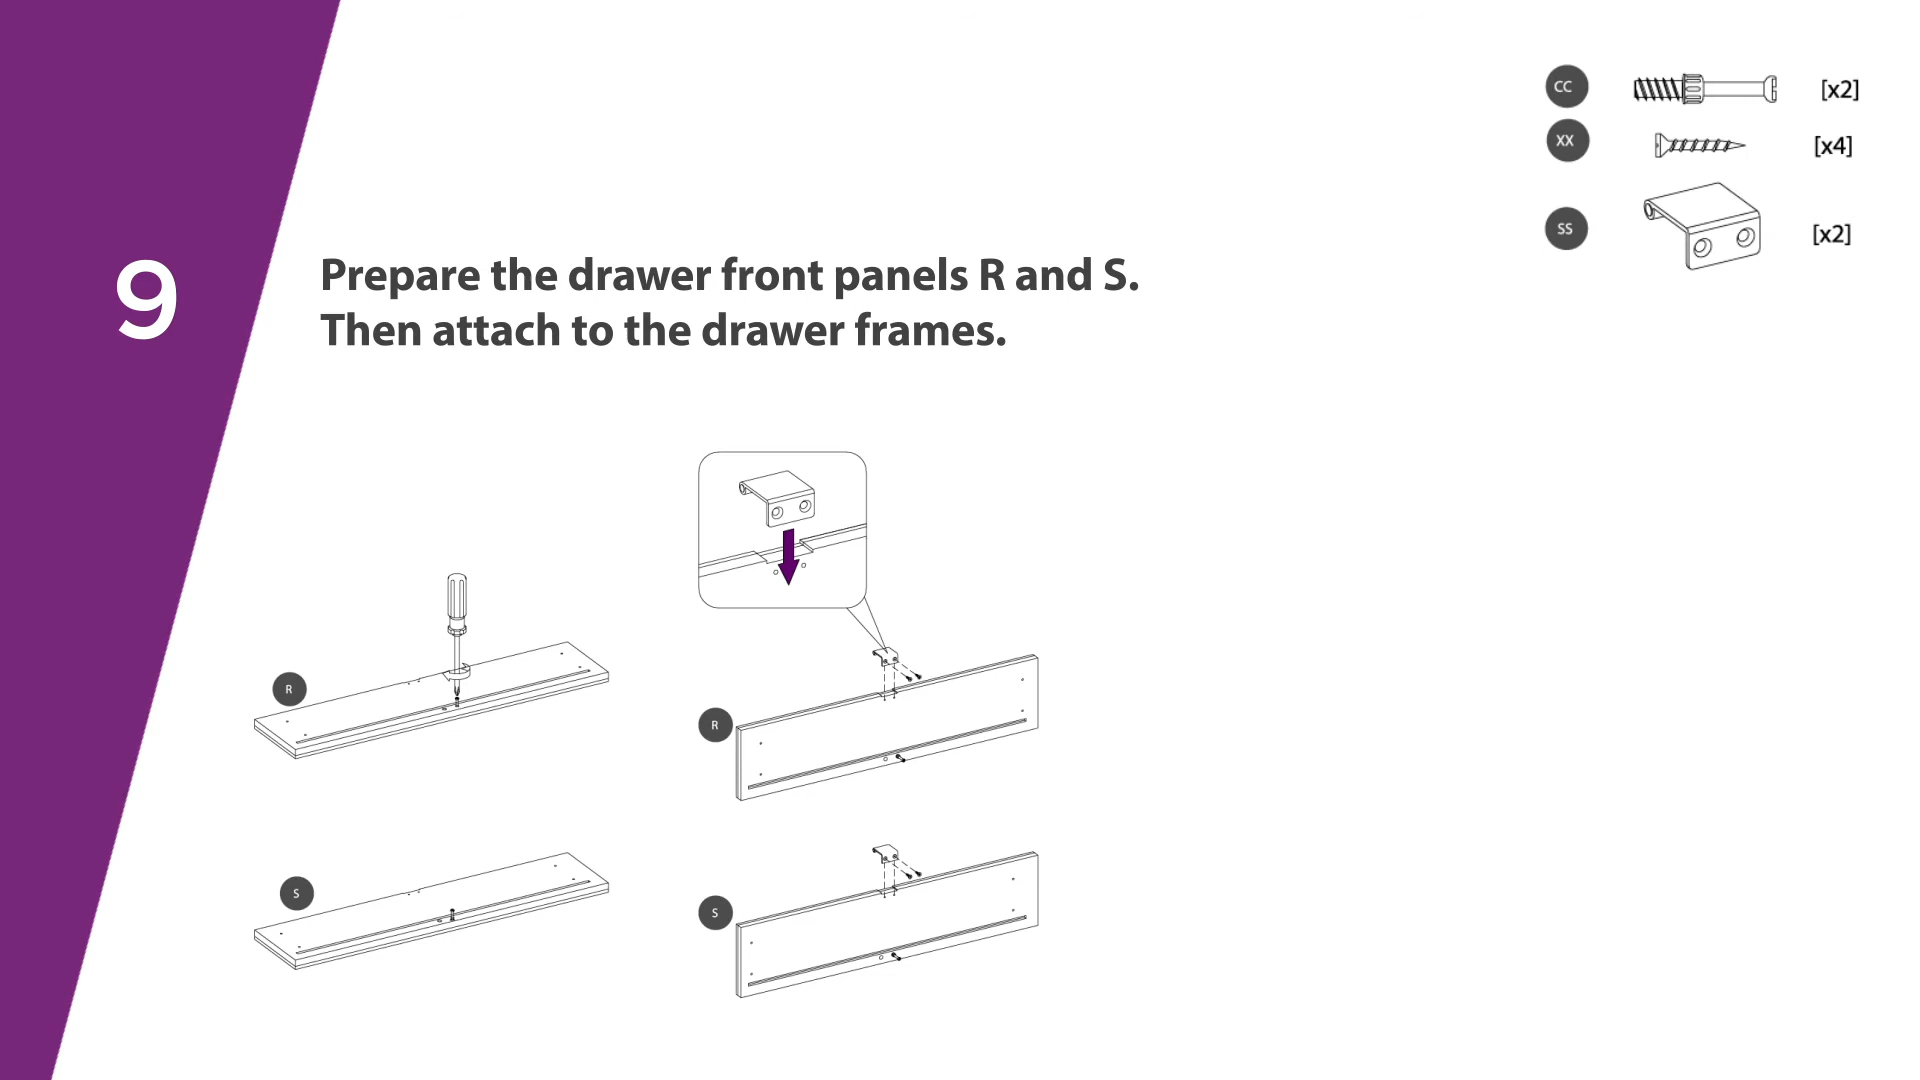 CC [x2]
XX [x4]
SS [x2]
9
Prepare the drawer front panels R and S.
Then attach to the drawer frames.
R
R
S
S